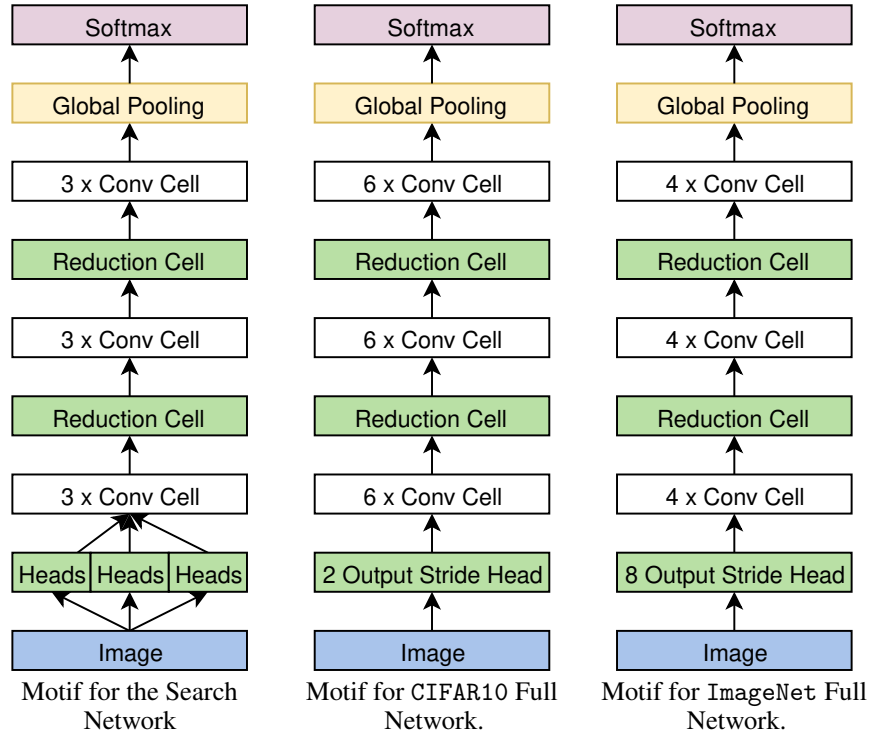 Softmax
Global Pooling
3 x Conv Cell
Reduction Cell
3 x Conv Cell
Reduction Cell
3 x Conv Cell
Heads Heads Heads
Image
Motif for the Search
Network
Softmax
Global Pooling
6 x Conv Cell
Reduction Cell
6 x Conv Cell
Reduction Cell
6 x Conv Cell
2 Output Stride Head
Image
Motif for CIFAR10 Full
Network.
Softmax
Global Pooling
4 x Conv Cell
Reduction Cell
4 x Conv Cell
Reduction Cell
4 x Conv Cell
8 Output Stride Head
Image
Motif for ImageNet Full
Network.